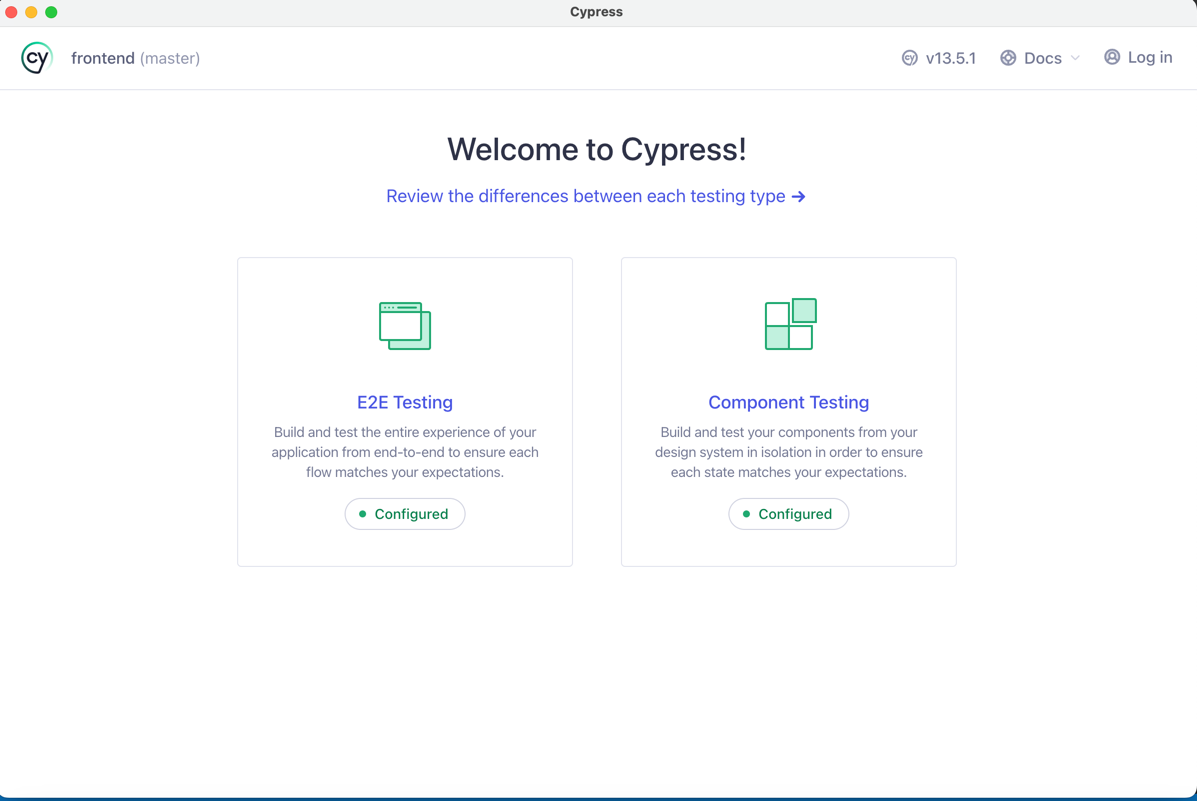 Cypress
cy frontend (master)
cy v13.5.1 Docs Log in
Welcome to Cypress!
Review the differences between each testing type →
E2E Testing
Build and test the entire experience of your
application from end-to-end to ensure each
flow matches your expectations.
Configured
Component Testing
Build and test your components from your
design system in isolation in order to ensure
each state matches your expectations.
Configured